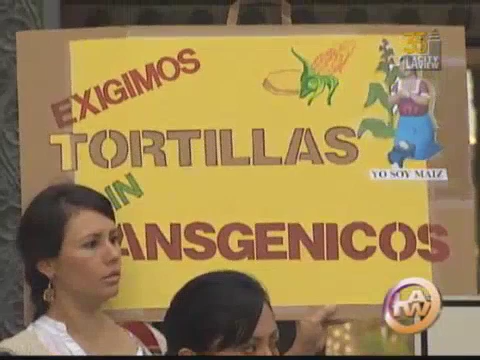 EXIGIMOS
TORTILLAS
IN
ANSGENICOS
YO SOY MAIZ